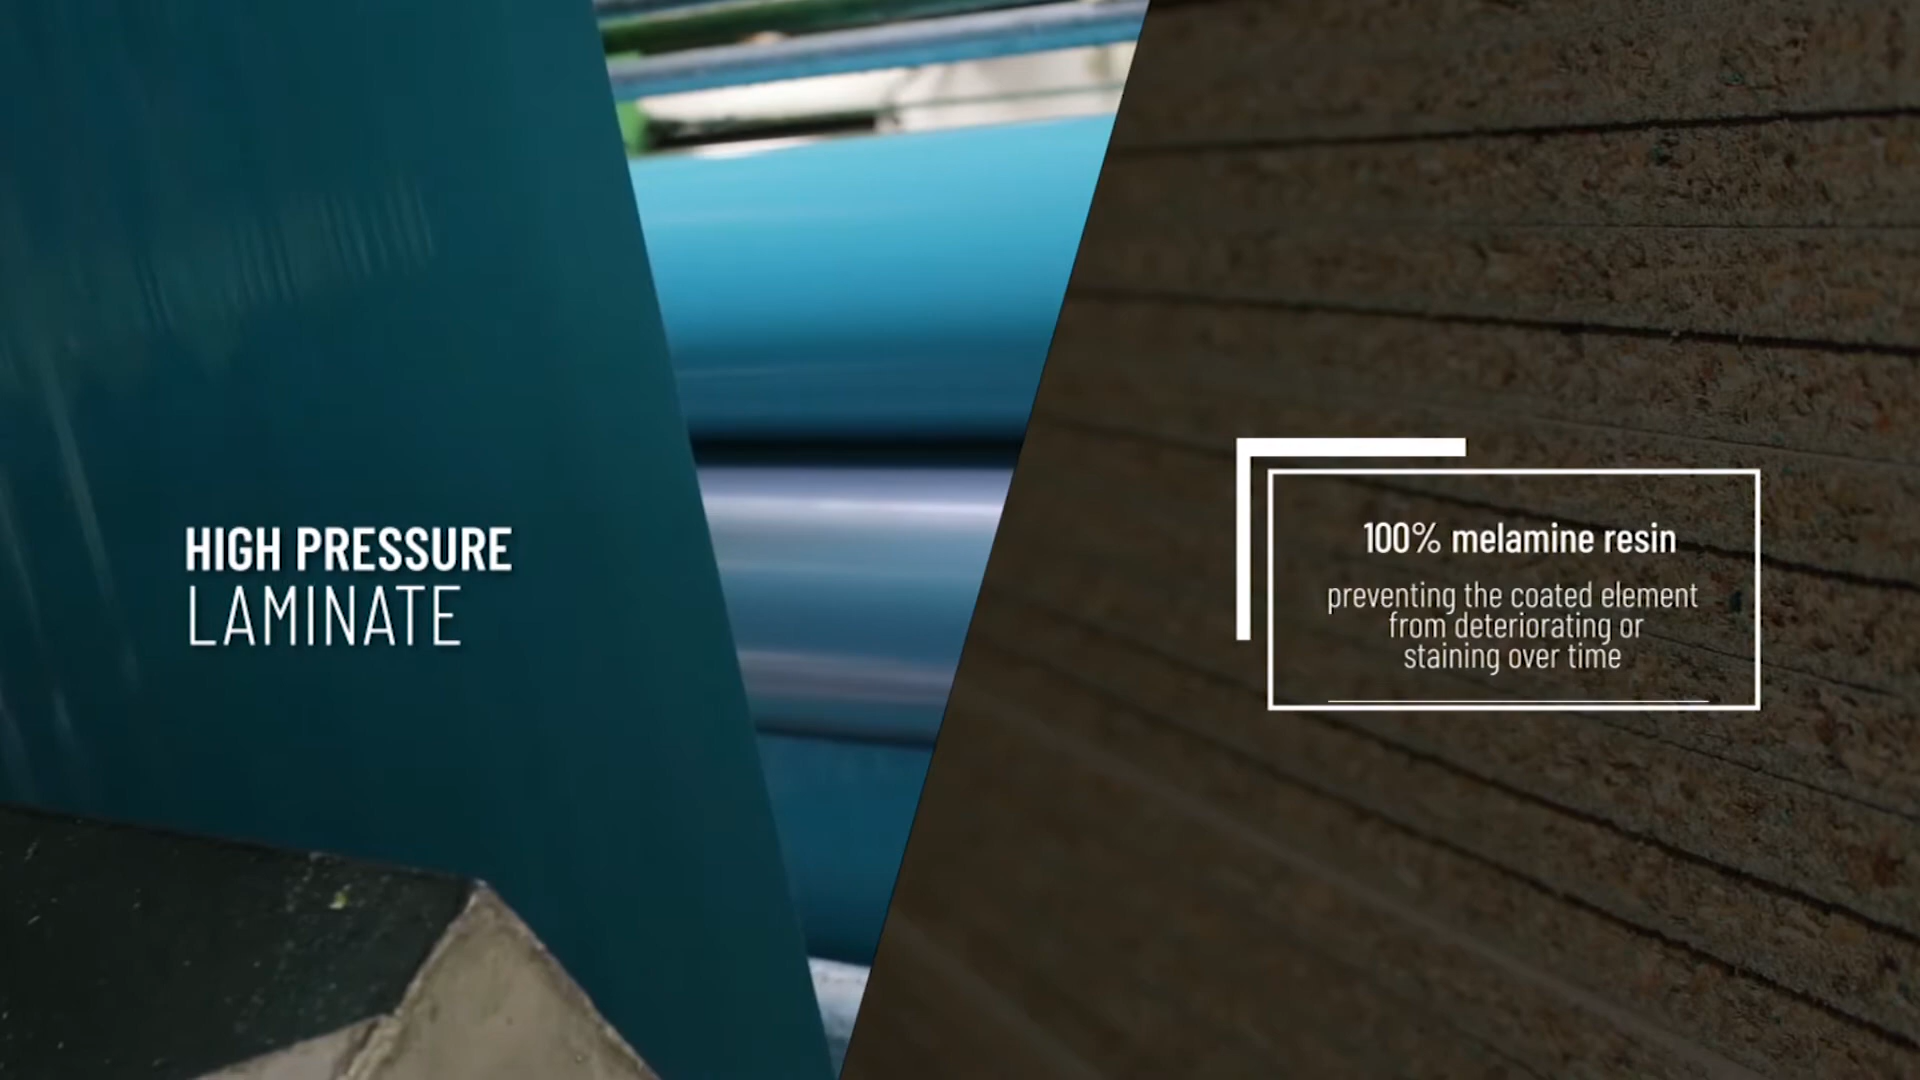 HIGH PRESSURE
LAMINATE
100% melamine resin
preventing the coated element
from deteriorating or
staining over time